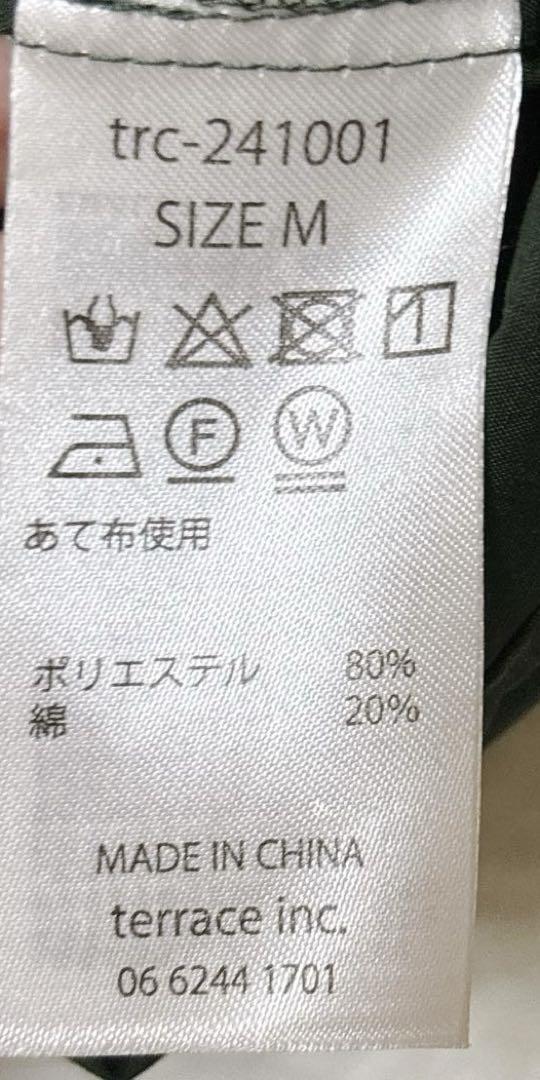 trc-241001
SIZE M
F W
あて布使用
ポリエステル 80%
綿 20%
MADE IN CHINA
terrace inc.
06 6244 1701